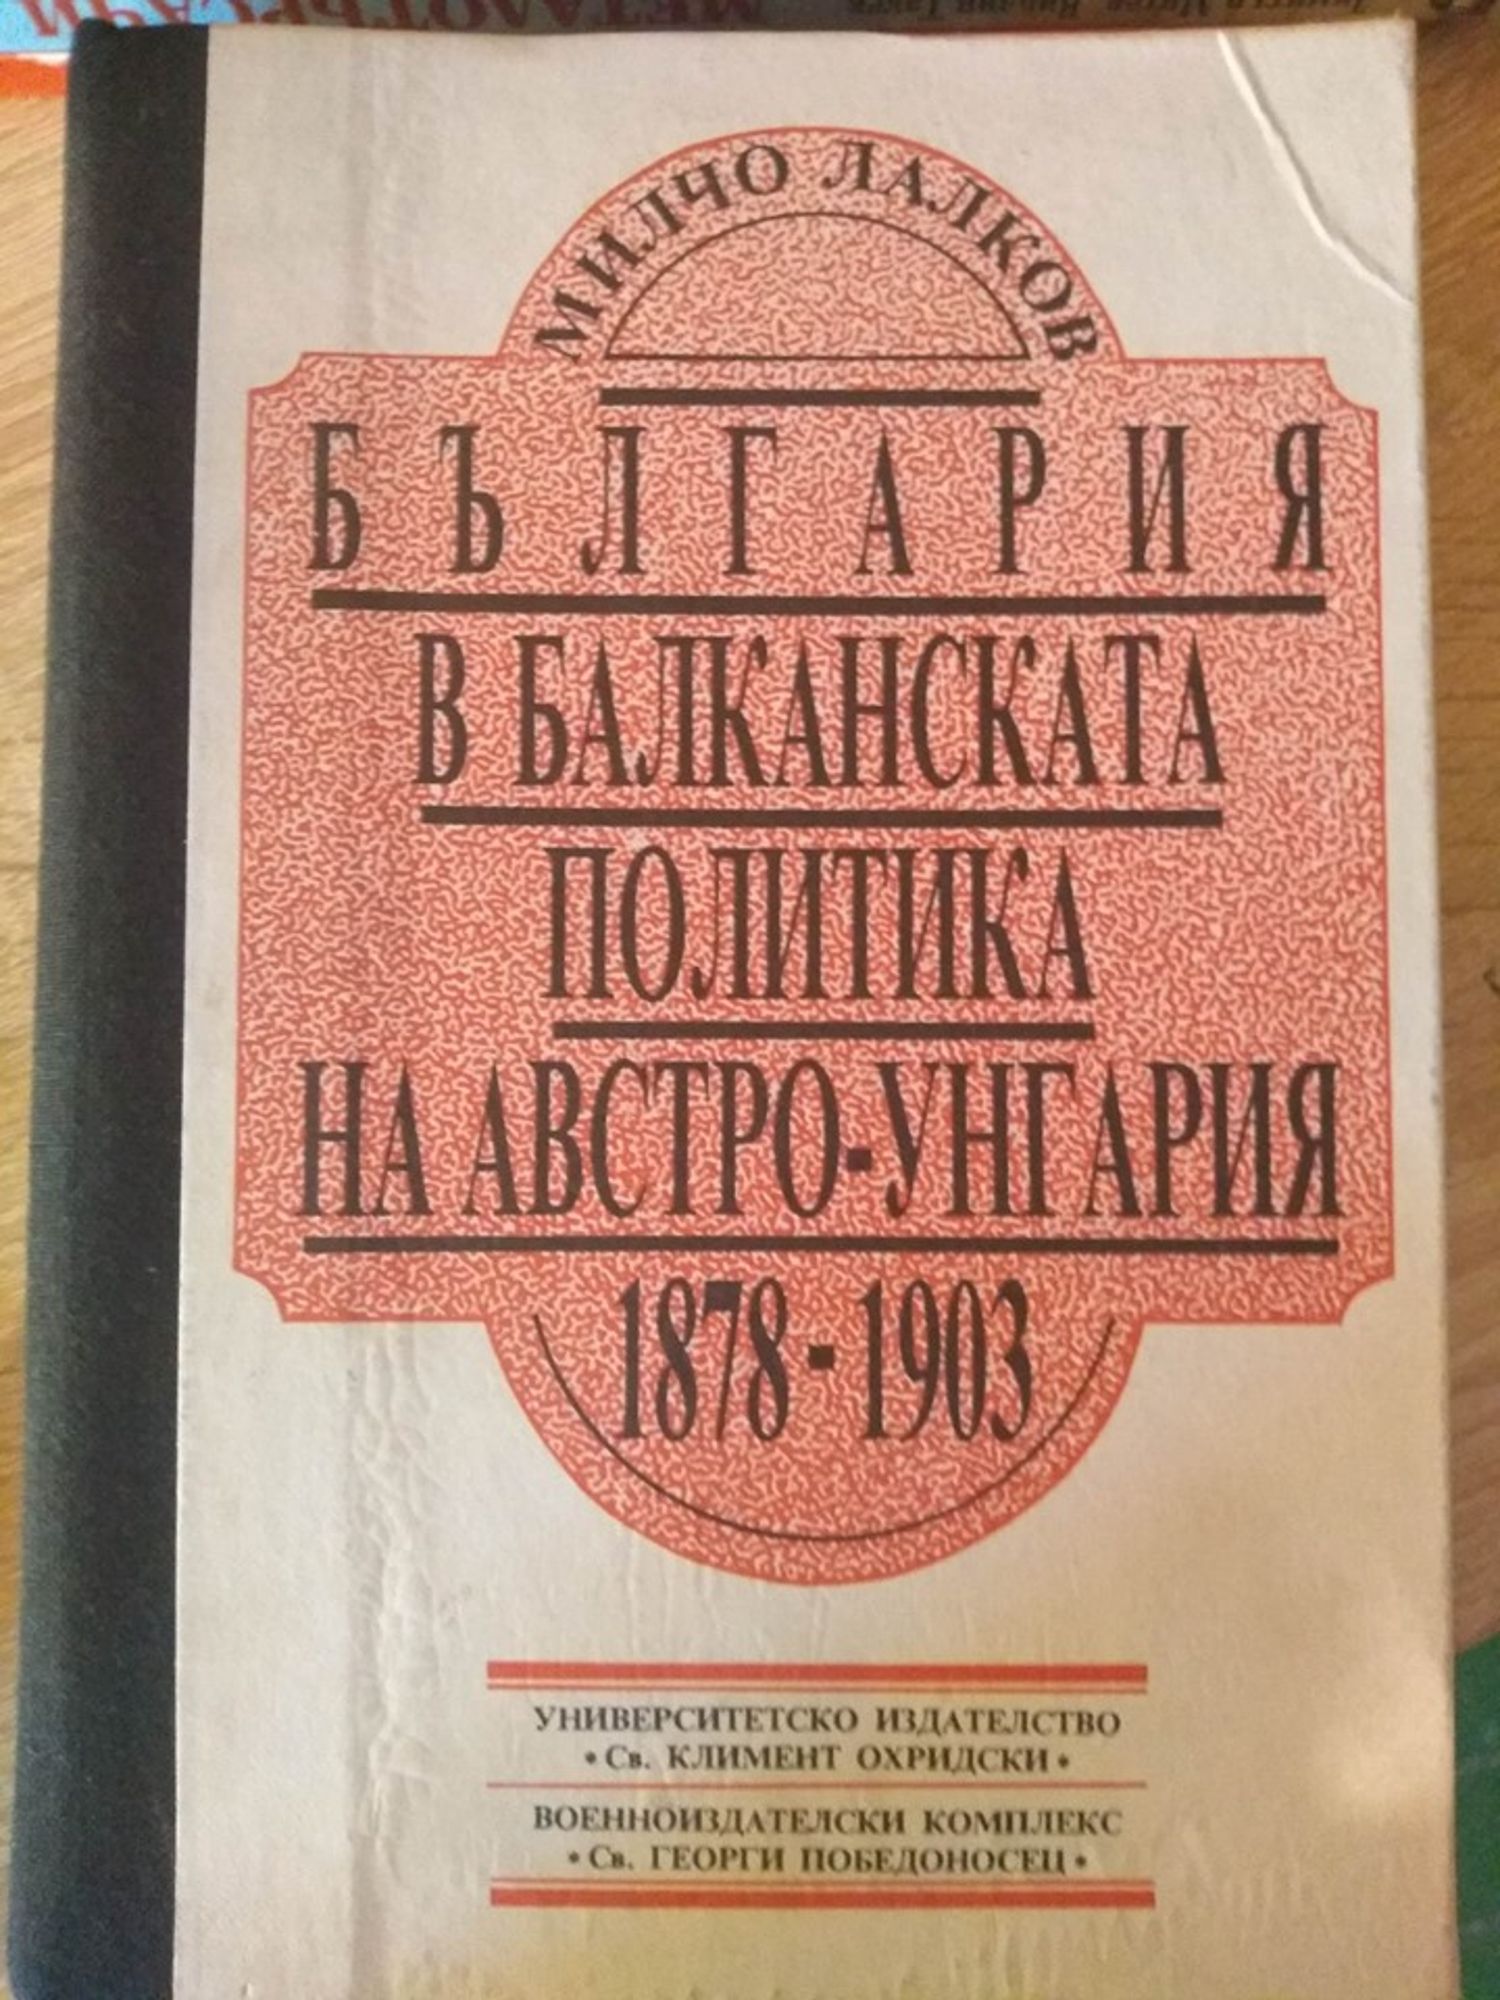 МЕТАЛОТЪРГАЧИ
МИЛЧО ЛАЛКОВ
БЪЛГАРИЯ
В БАЛКАНСКАТА
ПОЛИТИКА
НА АВСТРО-УНГАРИЯ
1878-1903
УНИВЕРСИТЕТСКО ИЗДАТЕЛСТВО
• Св. КЛИМЕНТ ОХРИДСКИ •
ВОЕННОИЗДАТЕЛСКИ КОМПЛЕКС
• Св. ГЕОРГИ ПОБЕДОНОСЕЦ •